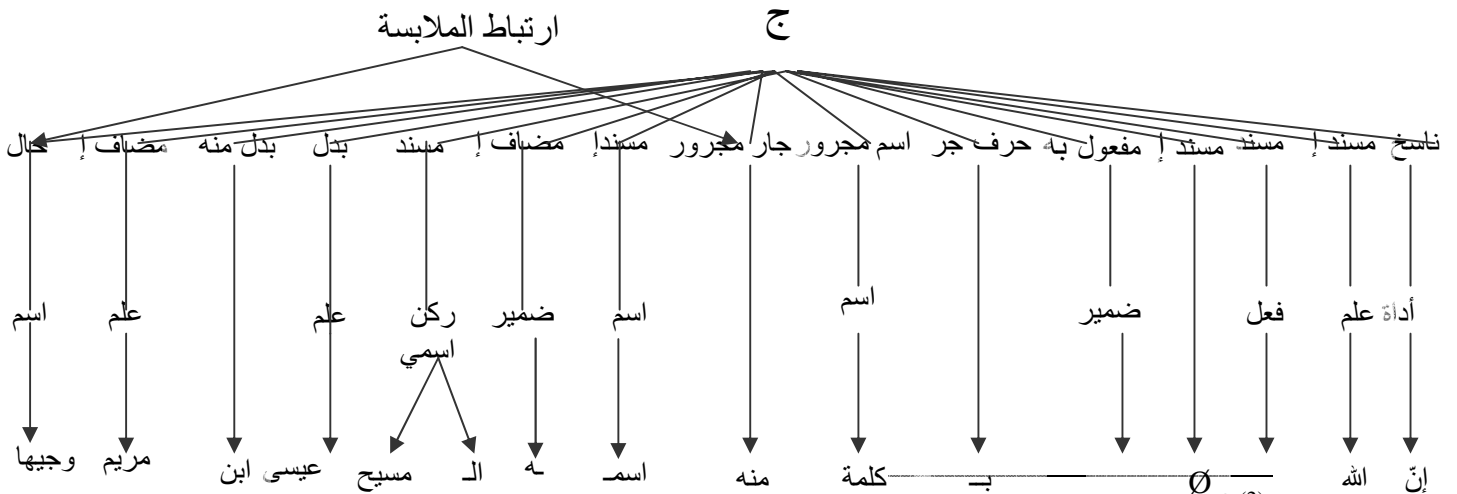 ج
ارتباط الملابسة
ناسخ مسند إ مسند مسند إ مفعول به حرف جر اسم مجرور جار مجرور مسندإ مضاف إ مسند بدل بدل منه مضاف إ حال
أداة علم فعل ضمير اسم اسم ضمير ركن اسمي علم علم اسم
إنّ الله Ø بـ كلمة منه اسمـ ـه الـ مسيح عيسى ابن مريم وجيها